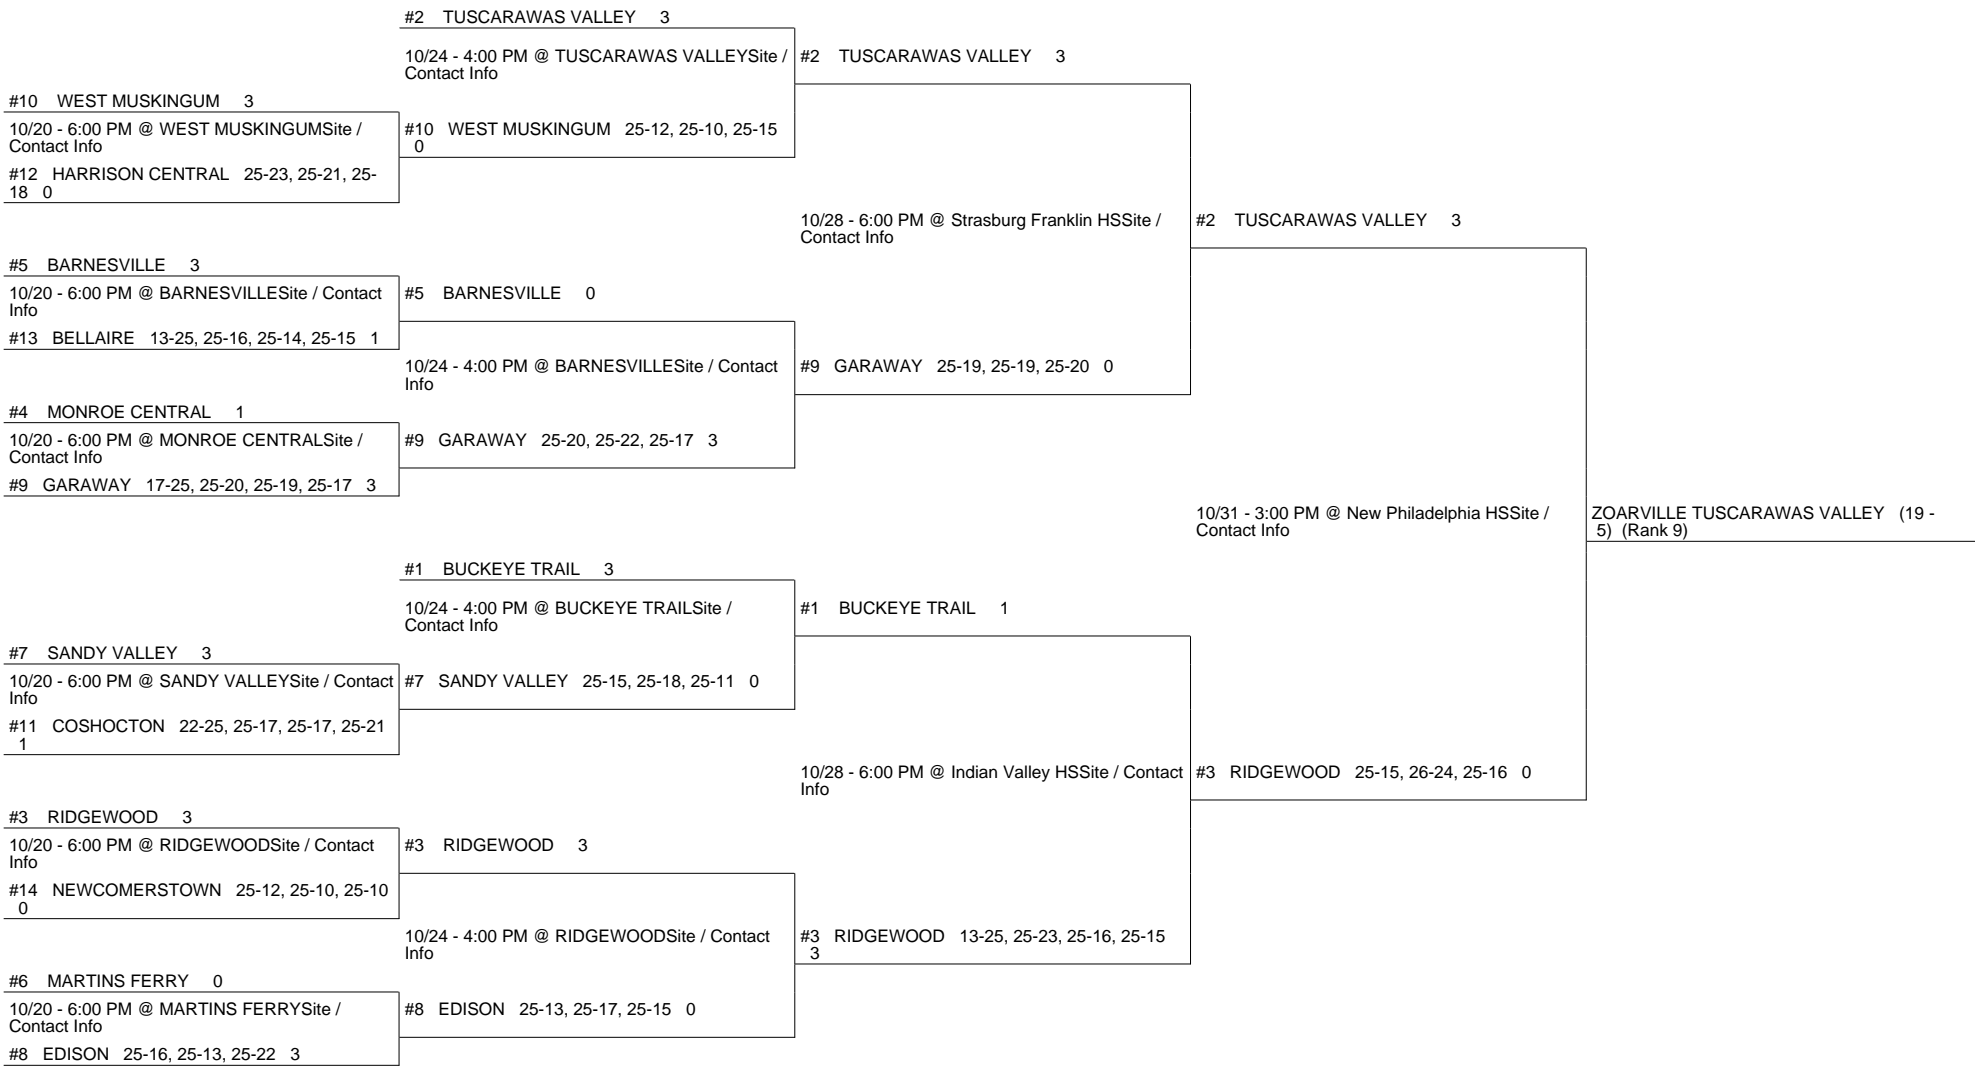 #2 TUSCARAWAS VALLEY 3
10/24 - 4:00 PM @ TUSCARAWAS VALLEYSite /
Contact Info
#10 WEST MUSKINGUM 3
10/20 - 6:00 PM @ WEST MUSKINGUMSite /
Contact Info
#12 HARRISON CENTRAL 25-23, 25-21, 25-
18 0
#10 WEST MUSKINGUM 25-12, 25-10, 25-15
0
#2 TUSCARAWAS VALLEY 3
#5 BARNESVILLE 3
10/20 - 6:00 PM @ BARNESVILLESite / Contact
Info
#13 BELLAIRE 13-25, 25-16, 25-14, 25-15 1
#5 BARNESVILLE 0
10/24 - 4:00 PM @ BARNESVILLESite / Contact
Info
#4 MONROE CENTRAL 1
10/20 - 6:00 PM @ MONROE CENTRALSite /
Contact Info
#9 GARAWAY 17-25, 25-20, 25-19, 25-17 3
#9 GARAWAY 25-20, 25-22, 25-17 3
10/28 - 6:00 PM @ Strasburg Franklin HSSite /
Contact Info
#9 GARAWAY 25-19, 25-19, 25-20 0
#2 TUSCARAWAS VALLEY 3
10/31 - 3:00 PM @ New Philadelphia HSSite /
Contact Info
ZOARVILLE TUSCARAWAS VALLEY (19 -
5) (Rank 9)
#1 BUCKEYE TRAIL 3
10/24 - 4:00 PM @ BUCKEYE TRAILSite /
Contact Info
#7 SANDY VALLEY 3
10/20 - 6:00 PM @ SANDY VALLEYSite / Contact
Info
#11 COSHOCTON 22-25, 25-17, 25-17, 25-21
1
#7 SANDY VALLEY 25-15, 25-18, 25-11 0
#1 BUCKEYE TRAIL 1
10/28 - 6:00 PM @ Indian Valley HSSite / Contact
Info
#3 RIDGEWOOD 25-15, 26-24, 25-16 0
#3 RIDGEWOOD 3
10/20 - 6:00 PM @ RIDGEWOODSite / Contact
Info
#14 NEWCOMERSTOWN 25-12, 25-10, 25-10
0
#3 RIDGEWOOD 3
10/24 - 4:00 PM @ RIDGEWOODSite / Contact
Info
#3 RIDGEWOOD 13-25, 25-23, 25-16, 25-15
3
#6 MARTINS FERRY 0
10/20 - 6:00 PM @ MARTINS FERRYSite /
Contact Info
#8 EDISON 25-16, 25-13, 25-22 3
#8 EDISON 25-13, 25-17, 25-15 0